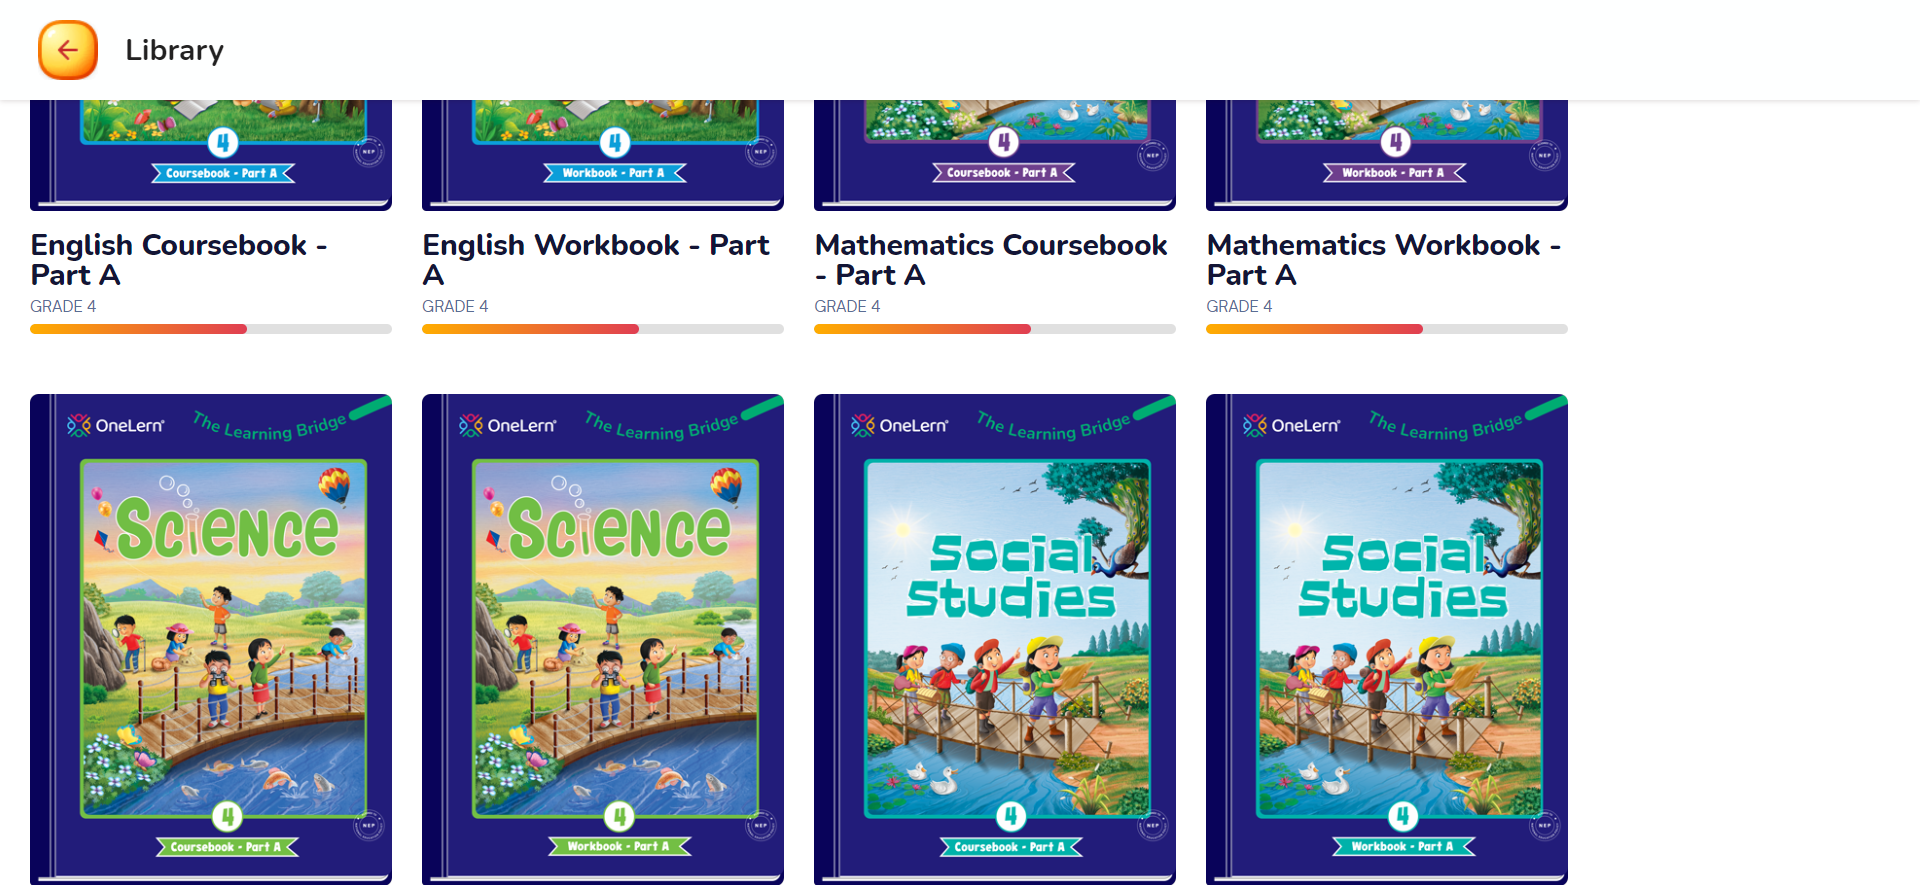 Library
4
Coursebook - Part A
NEP
4
Workbook - Part A
NEP
4
Coursebook - Part A
NEP
4
Workbook - Part A
NEP
English Coursebook -
Part A
GRADE 4
English Workbook - Part
A
GRADE 4
Mathematics Coursebook
- Part A
GRADE 4
Mathematics Workbook -
Part A
GRADE 4
OneLern
The Learning Bridge
Science
4
NEP
Coursebook - Part A
OneLern
The Learning Bridge
Science
4
NEP
Workbook - Part A
OneLern
The Learning Bridge
Social
Studies
4
NEP
Coursebook - Part A
OneLern
The Learning Bridge
Social
Studies
4
NEP
Workbook - Part A